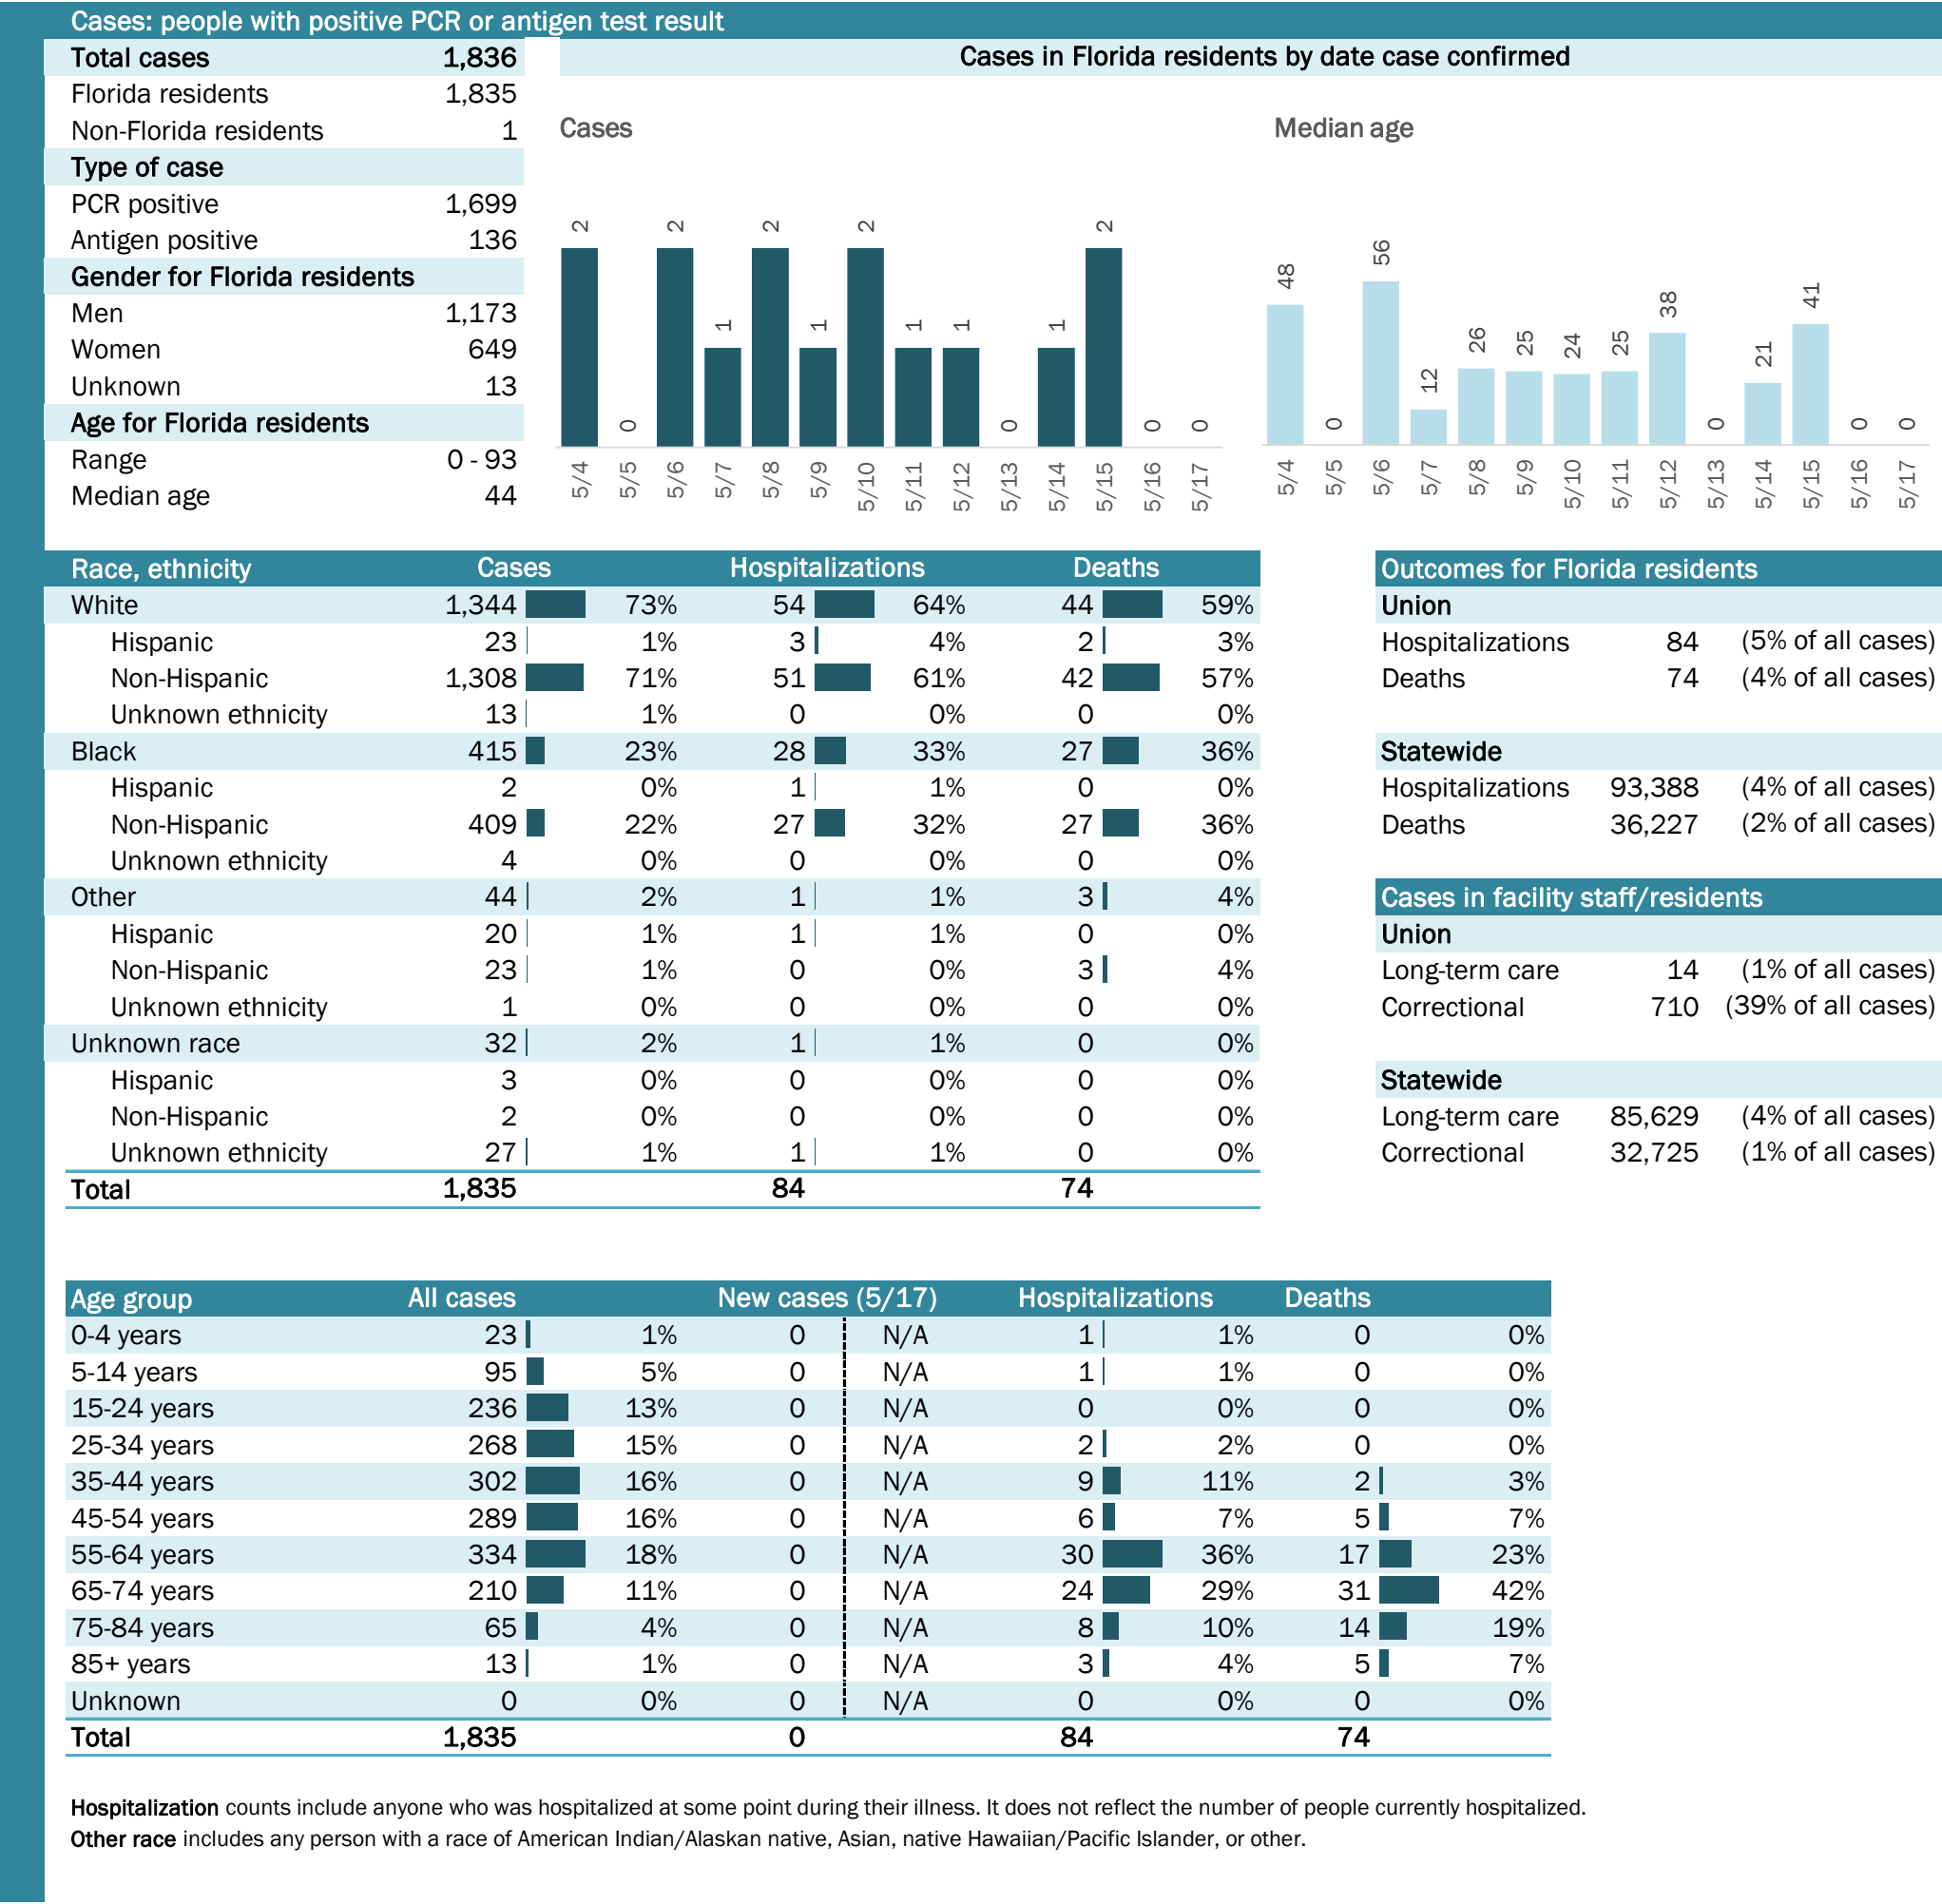 Cases: people with positive PCR or antigen test result
Total cases 1,836
Florida residents 1,835
Non-Florida residents 1
Type of case
PCR positive 1,699
Antigen positive 136
Gender for Florida residents
Men 1,173
Women 649
Unknown 13
Age for Florida residents
Range 0 - 93
Median age 44
Cases in Florida residents by date case confirmed
Cases
2 0 2 1 2 1 2 1 1 0 1 2 0 0
5/4 5/5 5/6 5/7 5/8 5/9 5/10 5/11 5/12 5/13 5/14 5/15 5/16 5/17
Median age
48 0 56 12 26 25 24 25 38 0 21 41 0 0
5/4 5/5 5/6 5/7 5/8 5/9 5/10 5/11 5/12 5/13 5/14 5/15 5/16 5/17
Race, ethnicity Cases Hospitalizations Deaths
White 1,344 73% 54 64% 44 59%
Hispanic 23 1% 3 4% 2 3%
Non-Hispanic 1,308 71% 51 61% 42 57%
Unknown ethnicity 13 1% 0 0% 0 0%
Black 415 23% 28 33% 27 36%
Hispanic 2 0% 1 1% 0 0%
Non-Hispanic 409 22% 27 32% 27 36%
Unknown ethnicity 4 0% 0 0% 0 0%
Other 44 2% 1 1% 3 4%
Hispanic 20 1% 1 1% 0 0%
Non-Hispanic 23 1% 0 0% 3 4%
Unknown ethnicity 1 0% 0 0% 0 0%
Unknown race 32 2% 1 1% 0 0%
Hispanic 3 0% 0 0% 0 0%
Non-Hispanic 2 0% 0 0% 0 0%
Unknown ethnicity 27 1% 1 1% 0 0%
Total 1,835 84 74
Outcomes for Florida residents
Union
Hospitalizations 84 (5% of all cases)
Deaths 74 (4% of all cases)
Statewide
Hospitalizations 93,388 (4% of all cases)
Deaths 36,227 (2% of all cases)
Cases in facility staff/residents
Union
Long-term care 14 (1% of all cases)
Correctional 710 (39% of all cases)
Statewide
Long-term care 85,629 (4% of all cases)
Correctional 32,725 (1% of all cases)
Age group All cases New cases (5/17) Hospitalizations Deaths
0-4 years 23 1% 0 N/A 1 1% 0 0%
5-14 years 95 5% 0 N/A 1 1% 0 0%
15-24 years 236 13% 0 N/A 0 0% 0 0%
25-34 years 268 15% 0 N/A 2 2% 0 0%
35-44 years 302 16% 0 N/A 9 11% 2 3%
45-54 years 289 16% 0 N/A 6 7% 5 7%
55-64 years 334 18% 0 N/A 30 36% 17 23%
65-74 years 210 11% 0 N/A 24 29% 31 42%
75-84 years 65 4% 0 N/A 8 10% 14 19%
85+ years 13 1% 0 N/A 3 4% 5 7%
Unknown 0 0% 0 N/A 0 0% 0 0%
Total 1,835 0 84 74
Hospitalization counts include anyone who was hospitalized at some point during their illness. It does not reflect the number of people currently hospitalized.
Other race includes any person with a race of American Indian/Alaskan native, Asian, native Hawaiian/Pacific Islander, or other.